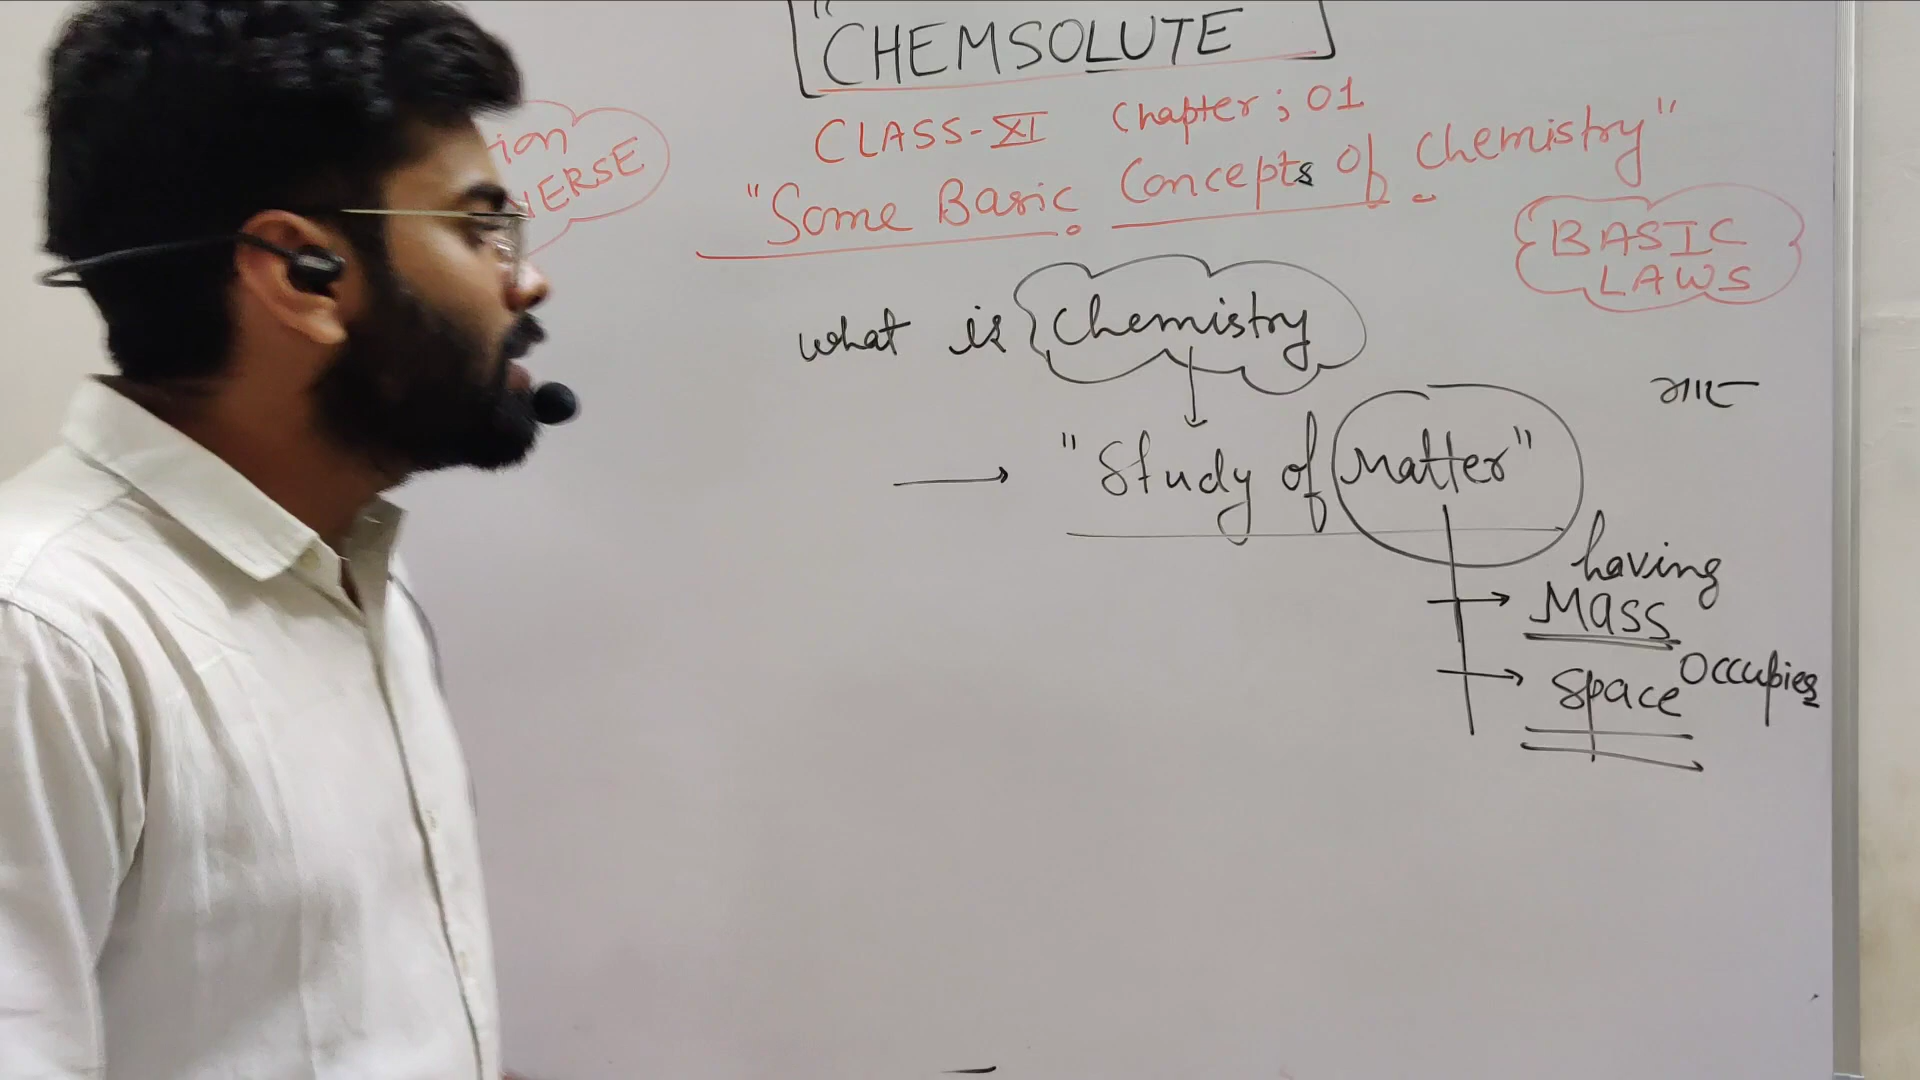 "CHEMSOLUTE
CLASS-XI Chapter ; 01
"Some Basic Concepts Of Chemistry"
BASIC
LAWS
what is Chemistry
"Study of Matter"
having
MASS
Space Occupies